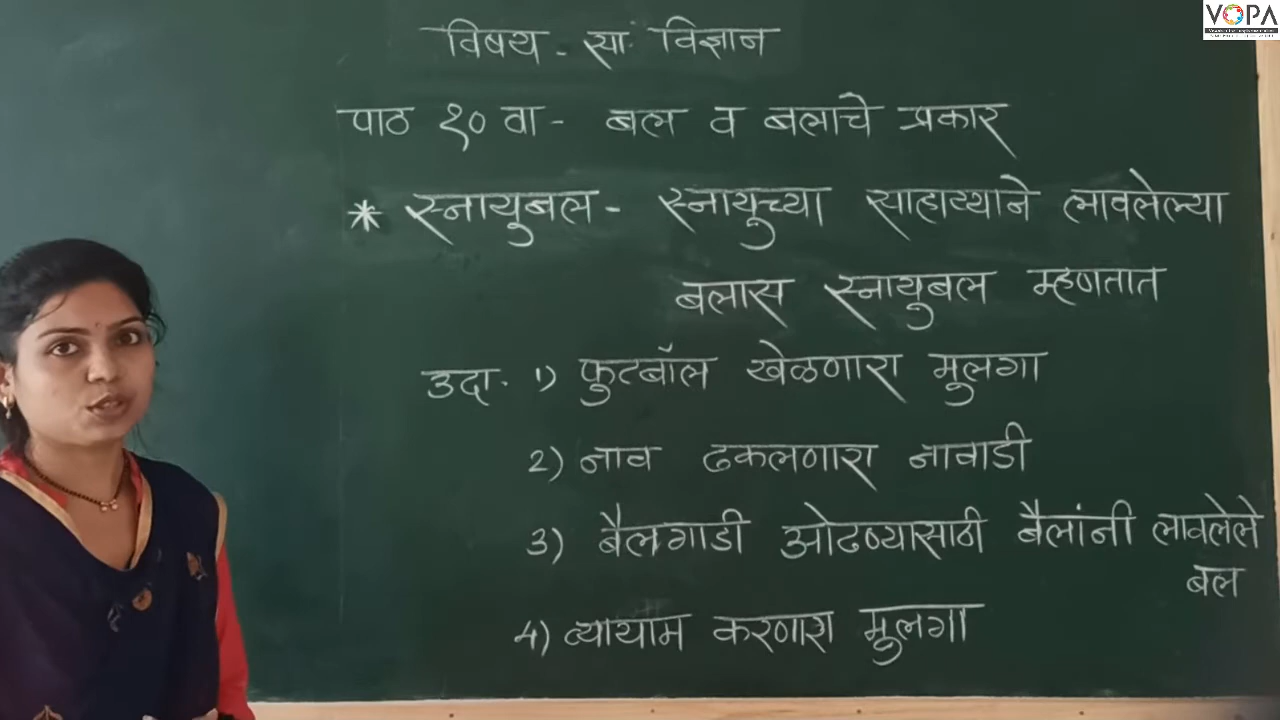 VOPA
विषय - सा. विज्ञान
पाठ १० वा - बल व बलाचे प्रकार
* स्नायुबल - स्नायुच्या साहाय्याने लावलेल्या
बलास स्नायुबल म्हणतात
उदा. 1) फुटबॉल खेळणारा मुलगा
2) नाव ढकलणारा नावाडी
3) बैलगाडी ओढण्यासाठी बैलांनी लावलेले
बल
4) व्यायाम करणारा मुलगा